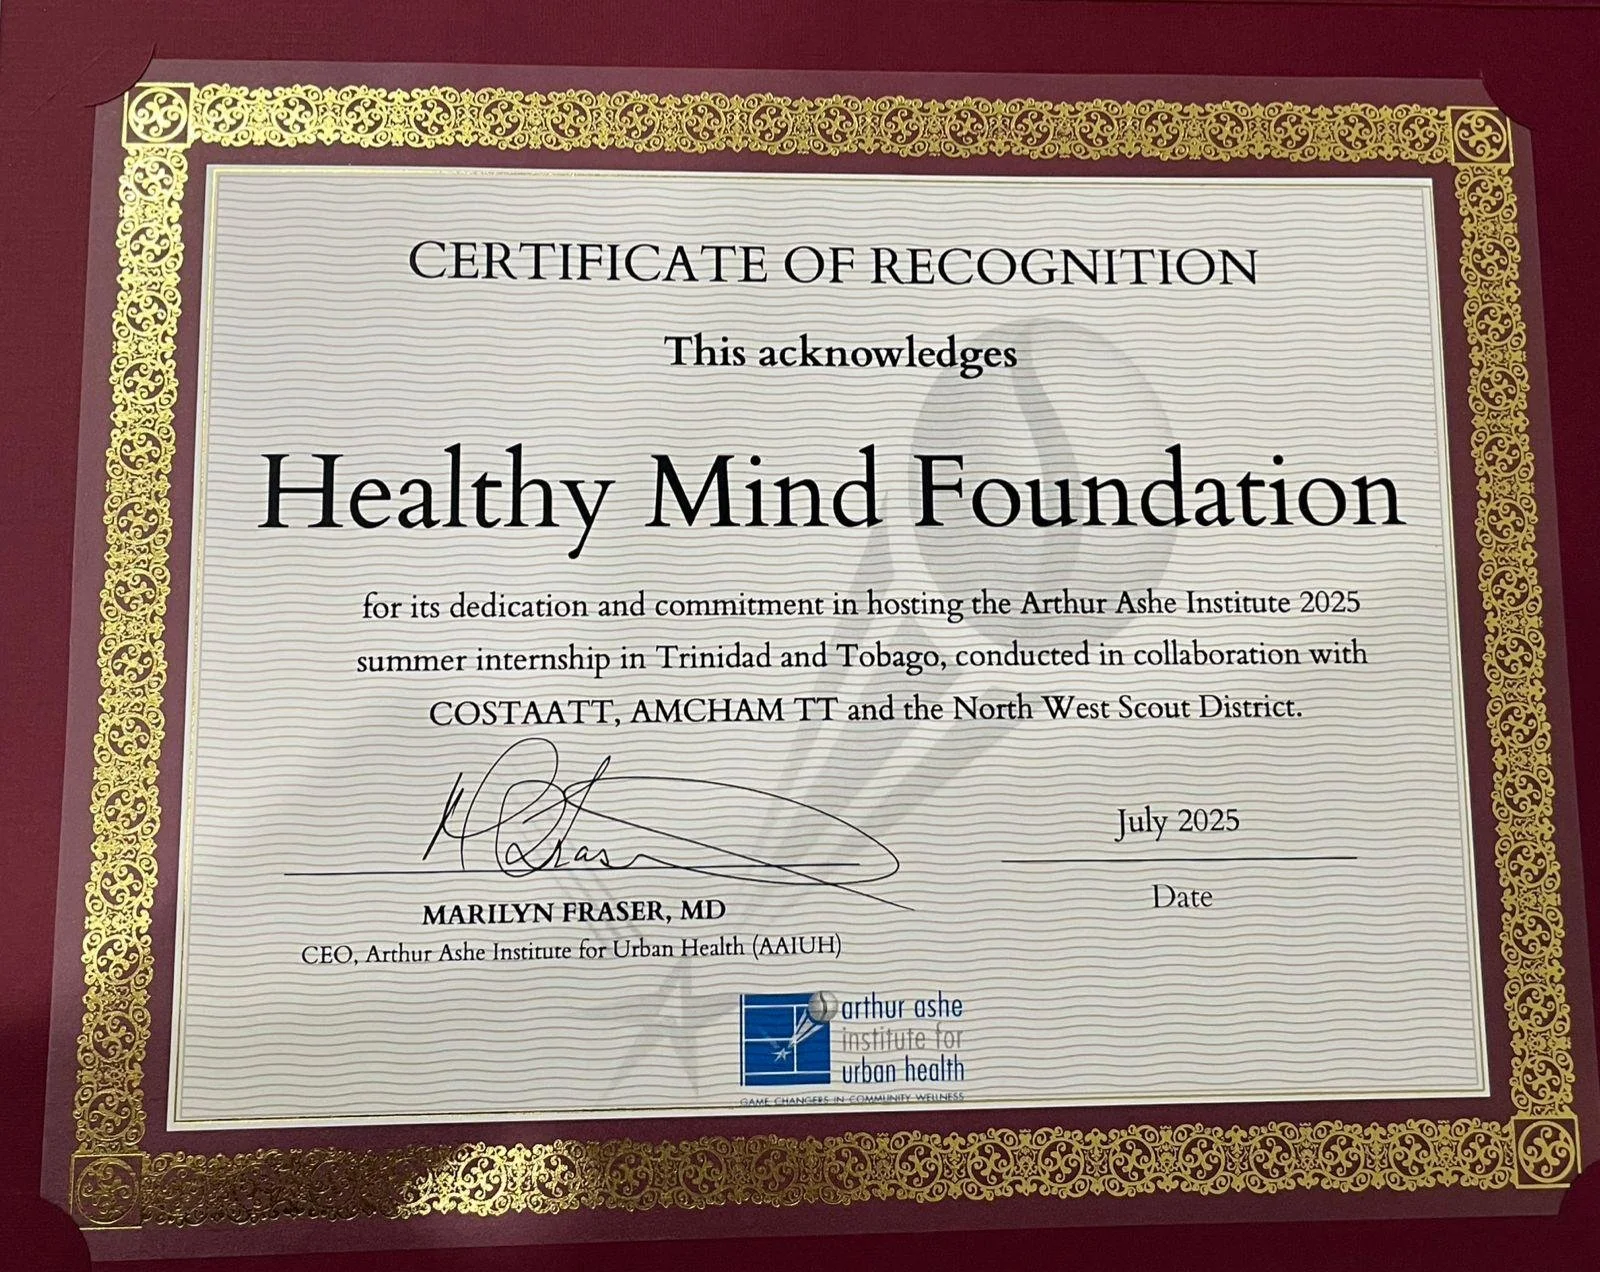 CERTIFICATE OF RECOGNITION
This acknowledges
Healthy Mind Foundation
for its dedication and commitment in hosting the Arthur Ashe Institute 2025
summer internship in Trinidad and Tobago, conducted in collaboration with
COSTAATT, AMCHAM TT and the North West Scout District.
July 2025
Date
MARILYN FRASER, MD
CEO, Arthur Ashe Institute for Urban Health (AAIUH)
arthur ashe
institute for
urban health
GAME CHANGERS IN COMMUNITY WELLNESS